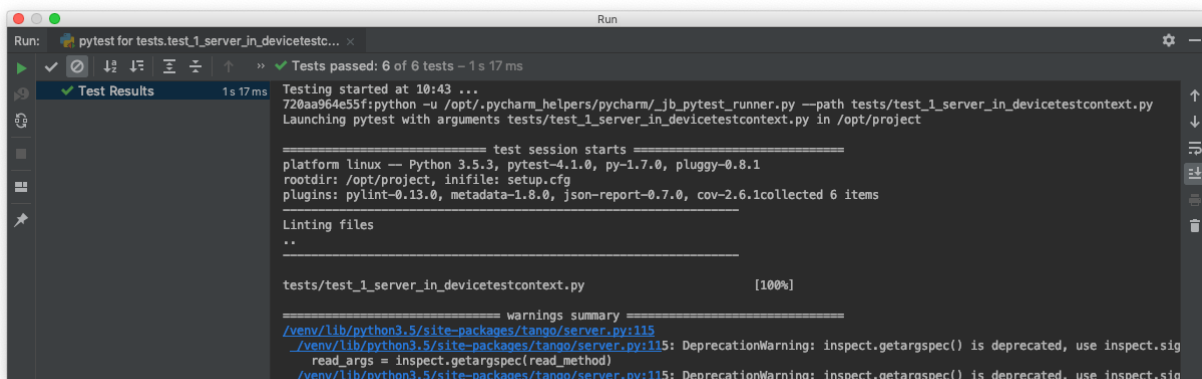 Run
Run: pytest for tests.test_1_server_in_devicetestc... ×
» Tests passed: 6 of 6 tests – 1 s 17 ms
Test Results 1 s 17 ms
Testing started at 10:43 ...
720aa964e55f:python -u /opt/.pycharm_helpers/pycharm/_jb_pytest_runner.py --path tests/test_1_server_in_devicetestcontext.py
Launching pytest with arguments tests/test_1_server_in_devicetestcontext.py in /opt/project
============================= test session starts ==============================
platform linux -- Python 3.5.3, pytest-4.1.0, py-1.7.0, pluggy-0.8.1
rootdir: /opt/project, inifile: setup.cfg
plugins: pylint-0.13.0, metadata-1.8.0, json-report-0.7.0, cov-2.6.1collected 6 items
-----------------------------------------------------------------
Linting files
..
-----------------------------------------------------------------
tests/test_1_server_in_devicetestcontext.py [100%]
=============================== warnings summary ===============================
/venv/lib/python3.5/site-packages/tango/server.py:115
/venv/lib/python3.5/site-packages/tango/server.py:115: DeprecationWarning: inspect.getargspec() is deprecated, use inspect.sig
read_args = inspect.getargspec(read_method)
/venv/lib/python3.5/site-packages/tango/server.py:115: DeprecationWarning: inspect.getargspec() is deprecated, use inspect.sig